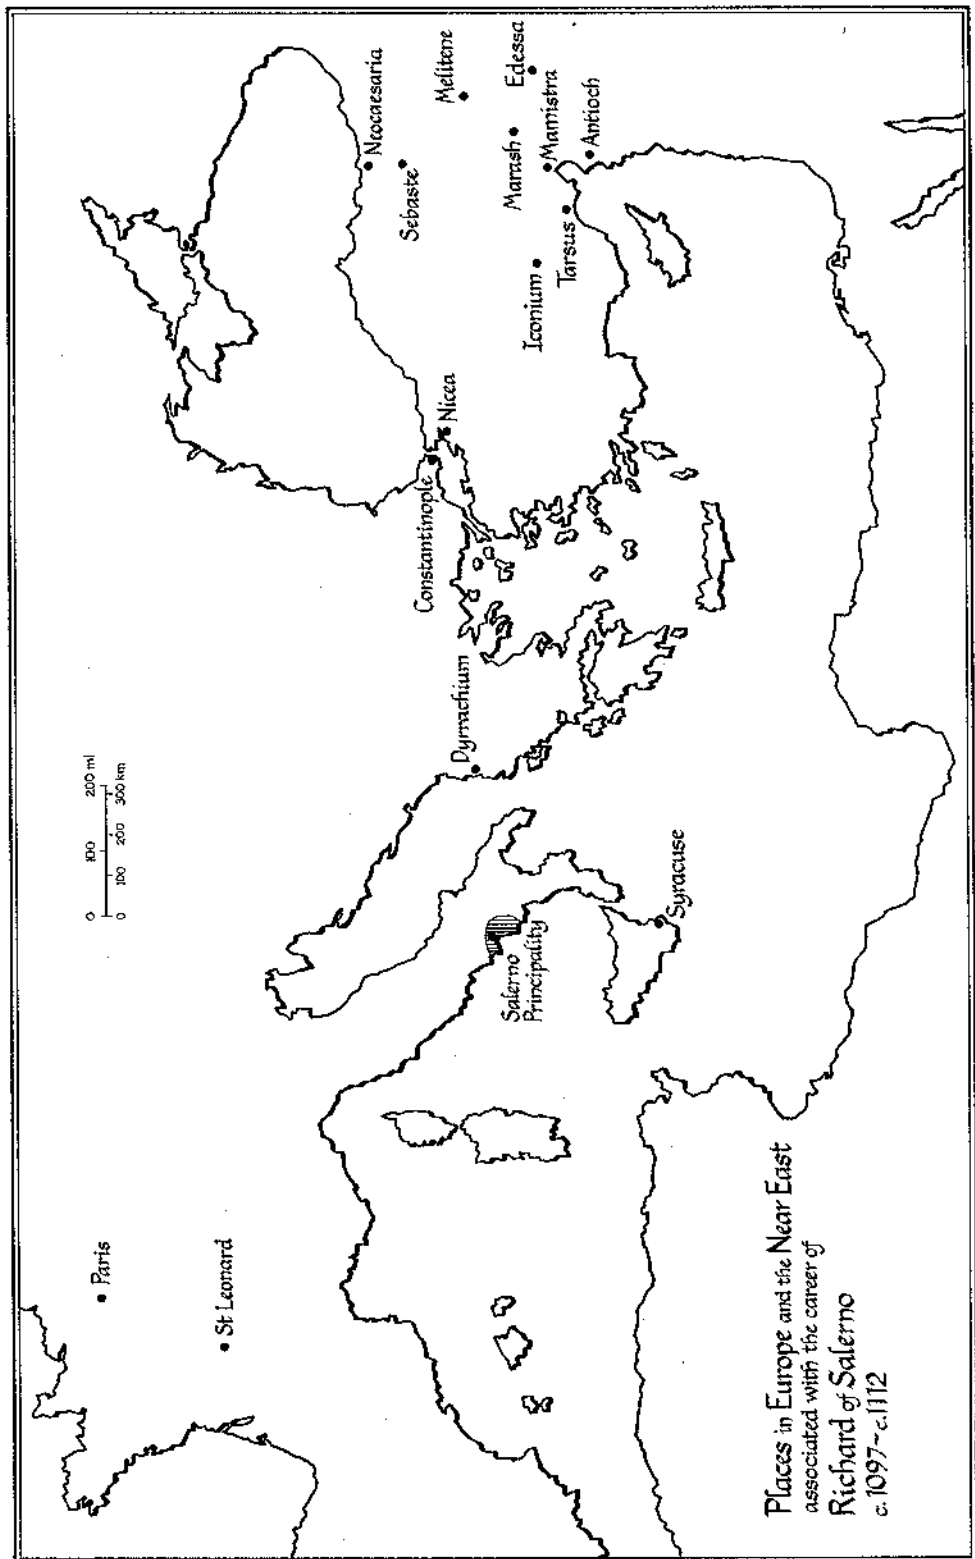 Places in Europe and the Near East
associated with the career of
Richard of Salerno
c.1097~c.1112
Paris
St Leonard
0 100 200 ml
0 100 200 300 km
Salerno
Principality
Syracuse
Dyrrachium
Constantinople
Nicea
Iconium
Tarsus
Neocaesaria
Sebaste
Melitene
Marash
Edessa
Mamistra
Antioch